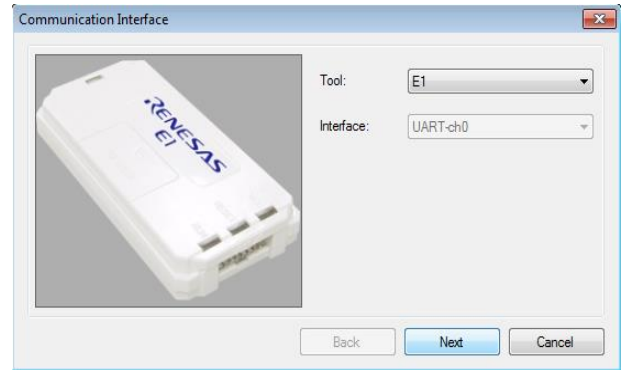 Communication Interface
RENESAS
E1
Tool:
E1
Interface:
UART-ch0
Back
Next
Cancel